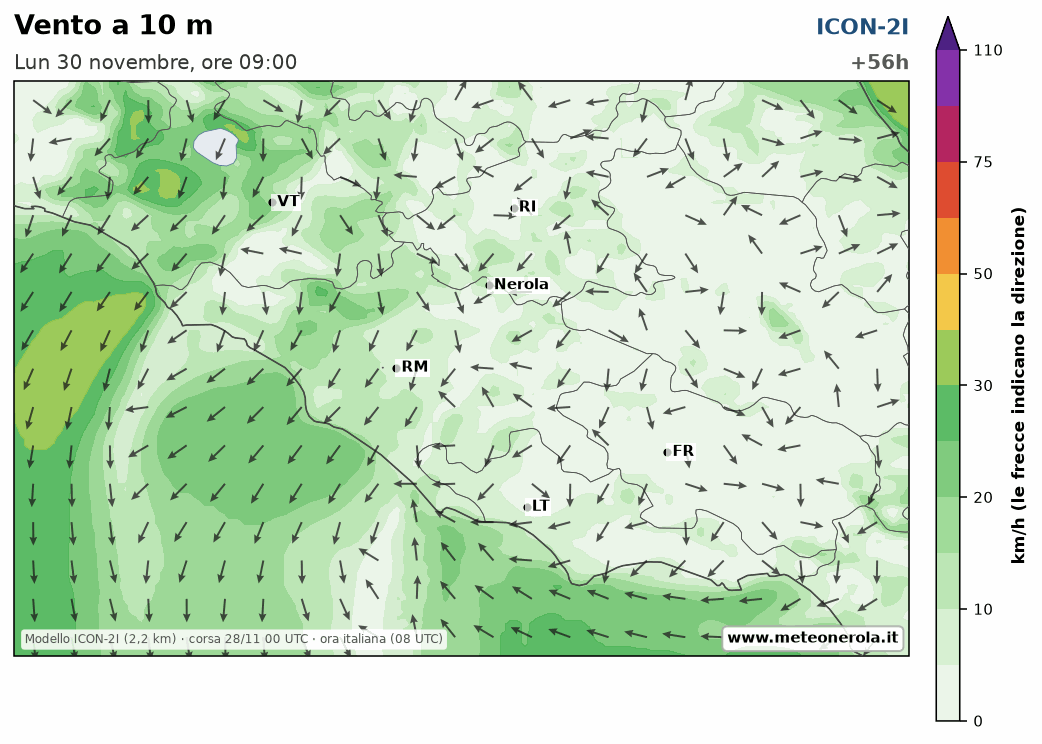 Vento a 10 m
ICON-2I
Lun 30 novembre, ore 09:00
+56h
110
75
50
30
20
10
0
km/h (le frecce indicano la direzione)
VT
RI
Nerola
RM
FR
LT
Modello ICON-2I (2,2 km) · corsa 28/11 00 UTC · ora italiana (08 UTC)
www.meteonerola.it